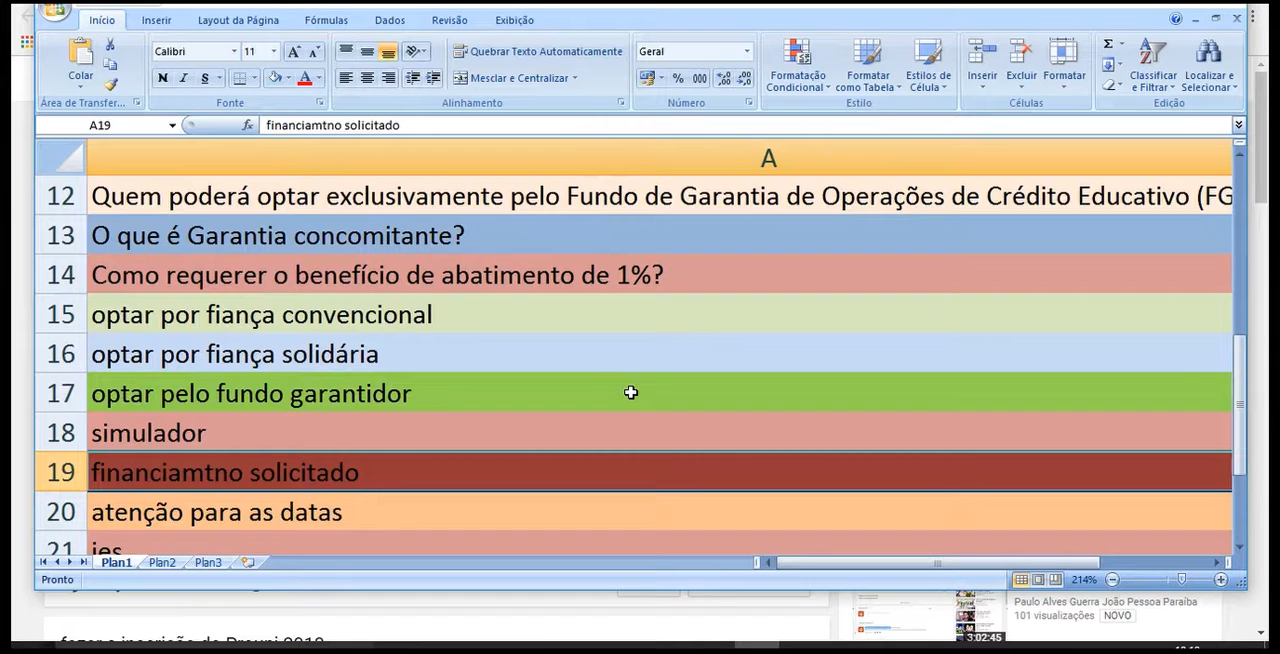 Início Inserir Layout da Página Fórmulas Dados Revisão Exibição
Calibri 11 Quebrar Texto Automaticamente Geral
Colar N I S Mesclar e Centralizar % 000 Formatação Condicional Formatar como Tabela Estilos de Célula Inserir Excluir Formatar Classificar e Filtrar Localizar e Selecionar
Área de Transfer... Fonte Alinhamento Número Estilo Células Edição
A19 fx financiamtno solicitado
A
12 Quem poderá optar exclusivamente pelo Fundo de Garantia de Operações de Crédito Educativo (FG
13 O que é Garantia concomitante?
14 Como requerer o benefício de abatimento de 1%?
15 optar por fiança convencional
16 optar por fiança solidária
17 optar pelo fundo garantidor
18 simulador
19 financiamtno solicitado
20 atenção para as datas
21 ies
Plan1 Plan2 Plan3
Pronto 214%
Paulo Alves Guerra João Pessoa Paraíba
101 visualizações NOVO
3:02:45